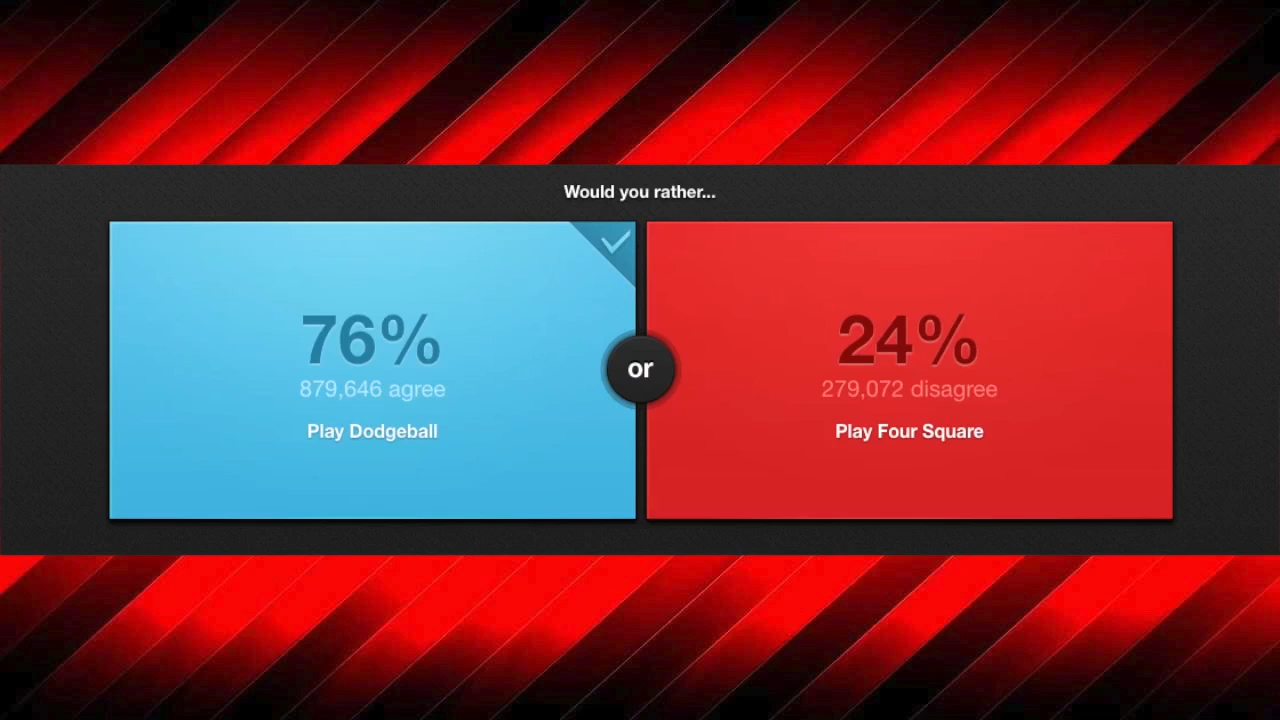 Would you rather...
76%
879,646 agree
Play Dodgeball
or
24%
279,072 disagree
Play Four Square